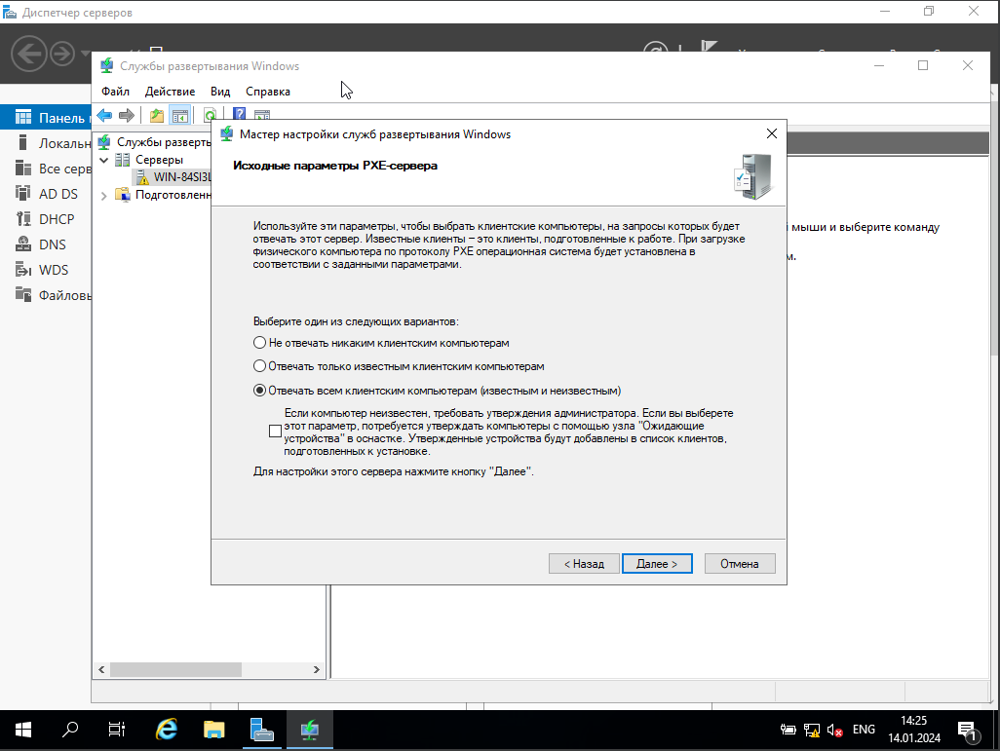 Диспетчер серверов
Службы развертывания Windows
Файл Действие Вид Справка
Панель
Локальн
Все серв
AD DS
DHCP
DNS
WDS
Файловы
Службы разверть
Серверы
WIN-84SI3L
Подготовленн
й мыши и выберите команду
м.
Мастер настройки служб развертывания Windows
Исходные параметры PXE-сервера
Используйте эти параметры, чтобы выбрать клиентские компьютеры, на запросы которых будет
отвечать этот сервер. Известные клиенты – это клиенты, подготовленные к работе. При загрузке
физического компьютера по протоколу PXE операционная система будет установлена в
соответствии с заданными параметрами.
Выберите один из следующих вариантов:
Не отвечать никаким клиентским компьютерам
Отвечать только известным клиентским компьютерам
Отвечать всем клиентским компьютерам (известным и неизвестным)
Если компьютер неизвестен, требовать утверждения администратора. Если вы выберете
этот параметр, потребуется утверждать компьютеры с помощью узла "Ожидающие
устройства" в оснастке. Утвержденные устройства будут добавлены в список клиентов,
подготовленных к установке.
Для настройки этого сервера нажмите кнопку "Далее".
< Назад Далее > Отмена
ENG
14:25
14.01.2024
1